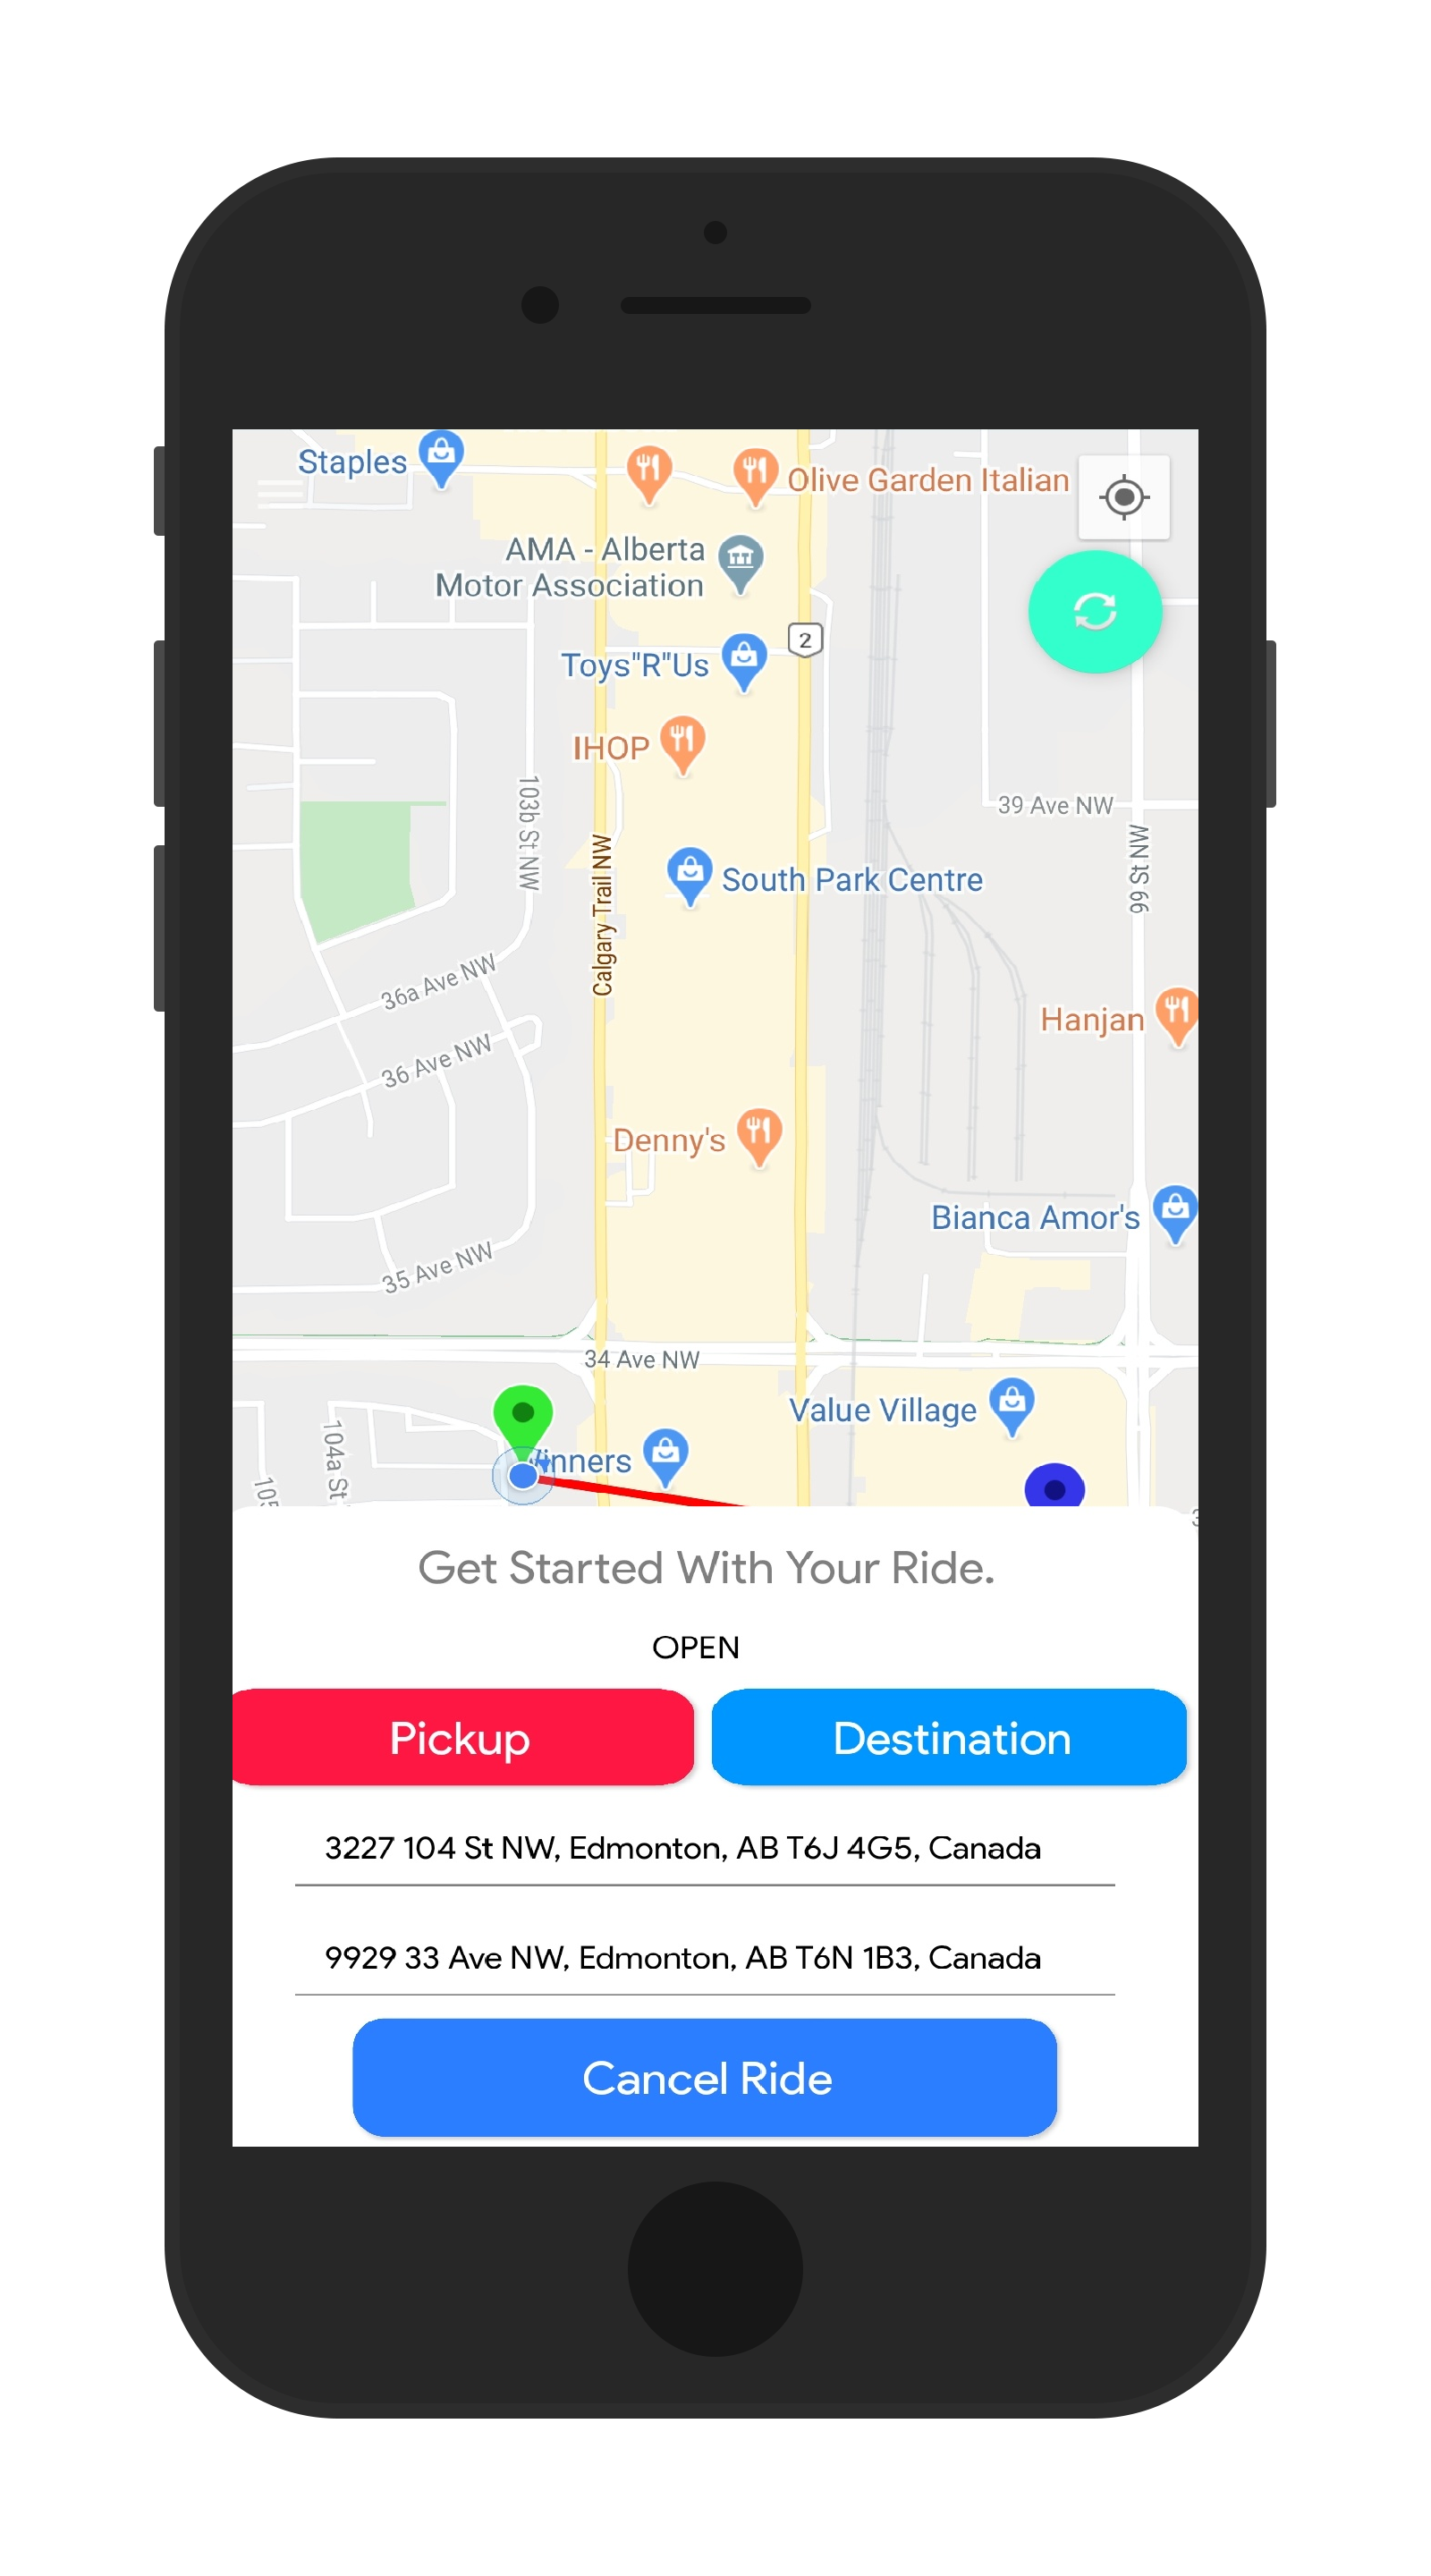 Staples
Olive Garden Italian
AMA - Alberta
Motor Association
2
Toys"R"Us
IHOP
103b St NW
39 Ave NW
Calgary Trail NW
99 St NW
South Park Centre
36a Ave NW
Hanjan
36 Ave NW
Denny's
Bianca Amor's
35 Ave NW
34 Ave NW
Value Village
104a St
inners
105
3
Get Started With Your Ride.
OPEN
Pickup
Destination
3227 104 St NW, Edmonton, AB T6J 4G5, Canada
9929 33 Ave NW, Edmonton, AB T6N 1B3, Canada
Cancel Ride